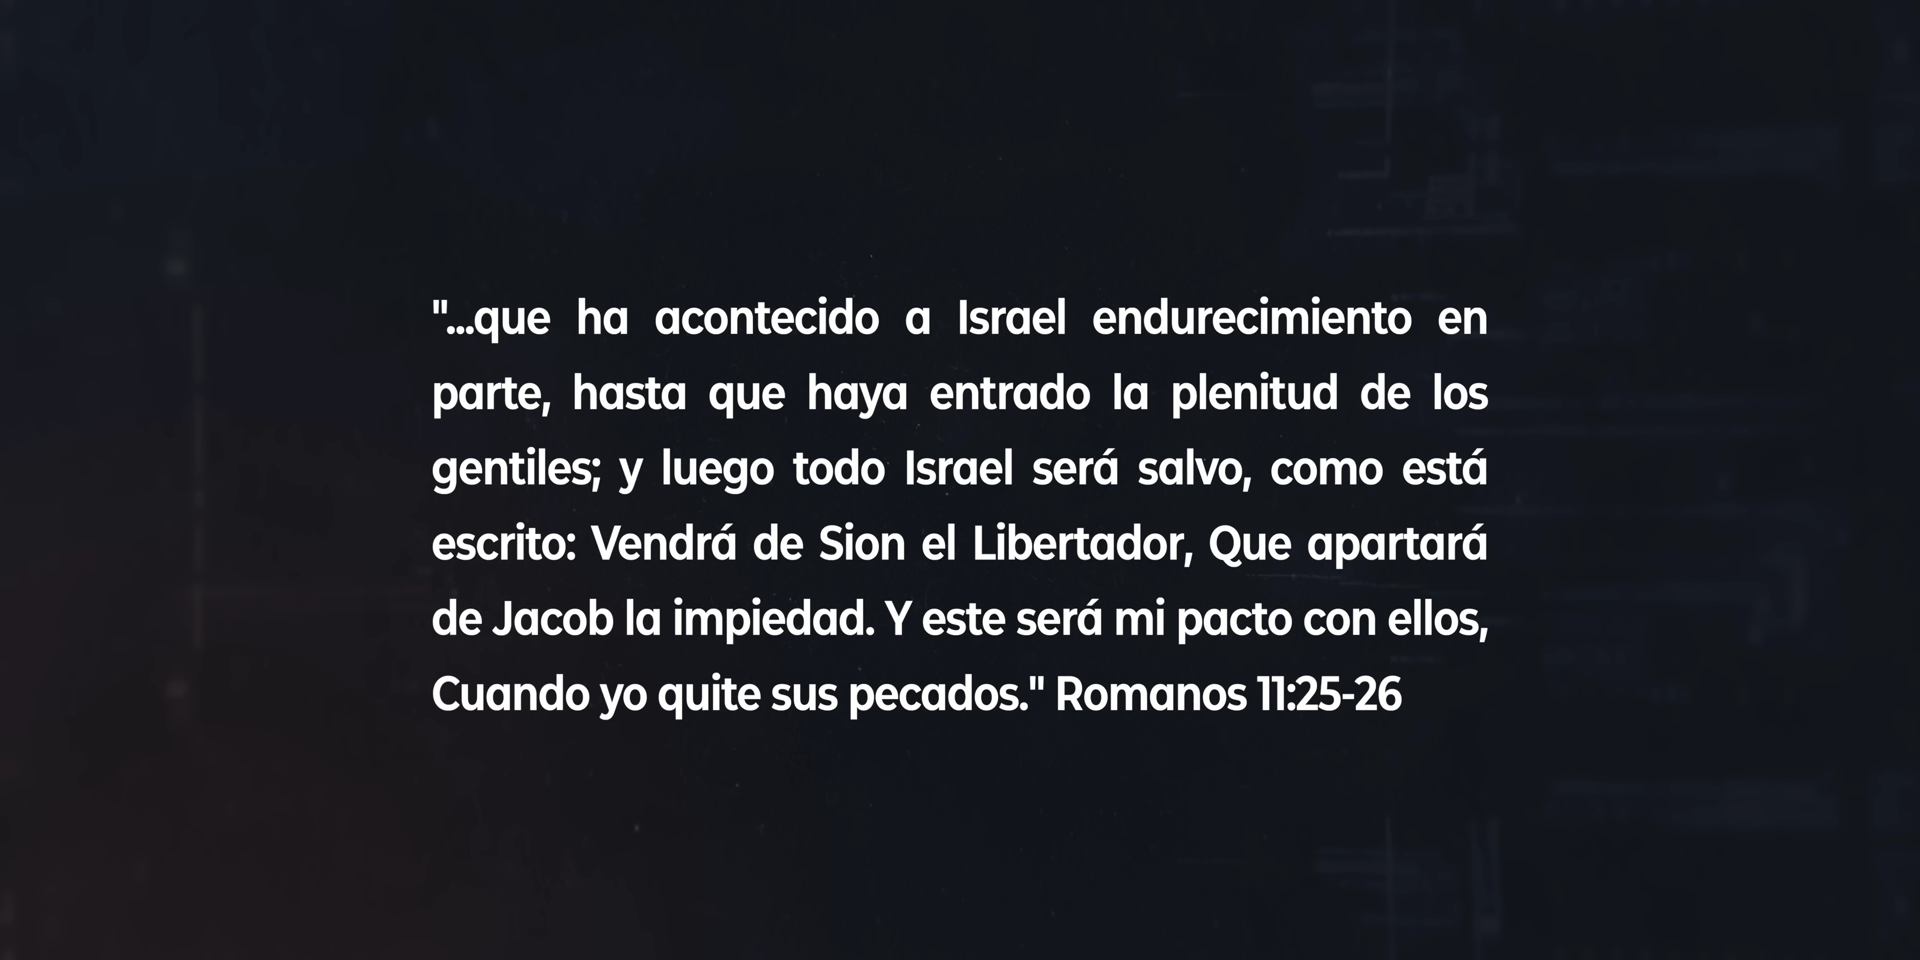 "...que ha acontecido a Israel endurecimiento en
parte, hasta que haya entrado la plenitud de los
gentiles; y luego todo Israel será salvo, como está
escrito: Vendrá de Sion el Libertador, Que apartará
de Jacob la impiedad. Y este será mi pacto con ellos,
Cuando yo quite sus pecados." Romanos 11:25-26